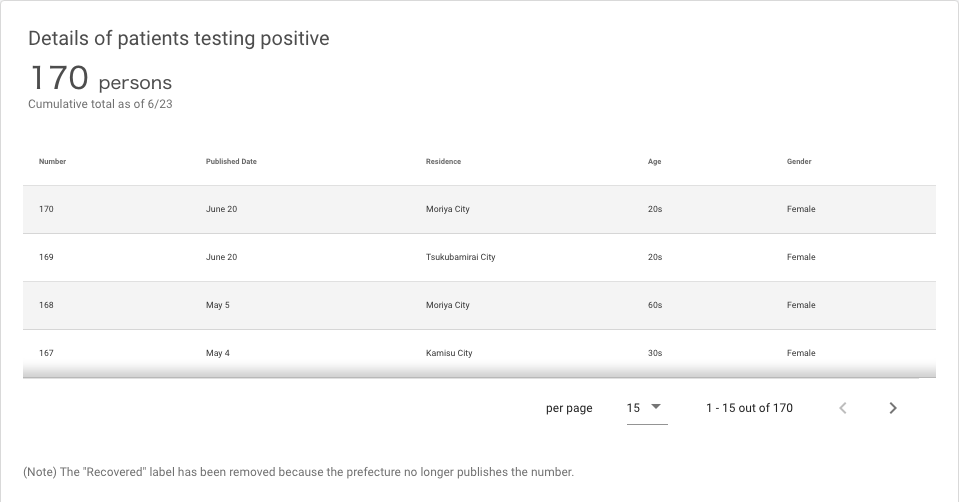 Details of patients testing positive
170 persons
Cumulative total as of 6/23
Number Published Date Residence Age Gender
170 June 20 Moriya City 20s Female
169 June 20 Tsukubamirai City 20s Female
168 May 5 Moriya City 60s Female
167 May 4 Kamisu City 30s Female
per page 15 1 - 15 out of 170
(Note) The "Recovered" label has been removed because the prefecture no longer publishes the number.